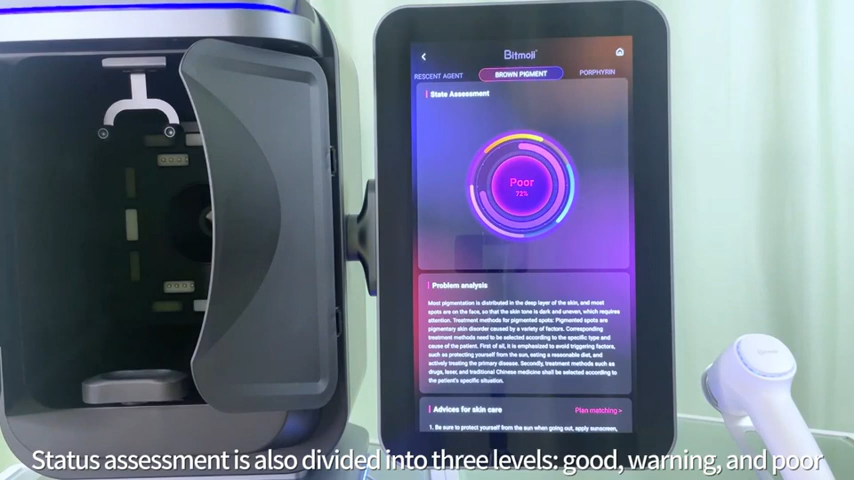 Bitmoji
RESCENT AGENT
BROWN PIGMENT
PORPHYRIN
State Assessment
Poor
72%
Problem analysis
Most pigmentation is distributed in the deep layer of the skin, and most
spots are on the face, so that the skin tone is dark and uneven, which requires
attention. Treatment methods for pigmented spots: Pigmented spots are
pigmentary skin disorder caused by a variety of factors. Corresponding
treatment methods need to be selected according to the specific type and
cause of the patient. First of all, it is emphasized to avoid triggering factors,
such as protecting yourself from the sun, eating a reasonable diet, and
actively treating the primary disease. Secondly, treatment methods such as
drugs, laser, and traditional Chinese medicine shall be selected according to
the patient's specific situation.
Advices for skin care
Plan matching >
1. Be sure to protect yourself from the sun when going out, apply sunscreen,
Status assessment is also divided into three levels: good, warning, and poor